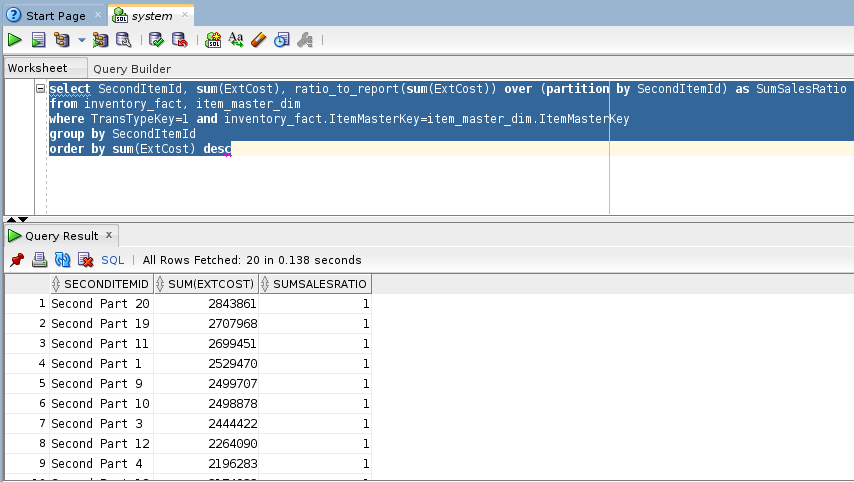 Start Page × system ×
Worksheet Query Builder
select SecondItemId, sum(ExtCost), ratio_to_report(sum(ExtCost)) over (partition by SecondItemId) as SumSalesRatio
from inventory_fact, item_master_dim
where TransTypeKey=1 and inventory_fact.ItemMasterKey=item_master_dim.ItemMasterKey
group by SecondItemId
order by sum(ExtCost) desc
Query Result ×
SQL | All Rows Fetched: 20 in 0.138 seconds
SECONDITEMID SUM(EXTCOST) SUMSALESRATIO
1 Second Part 20 2843861 1
2 Second Part 19 2707968 1
3 Second Part 11 2699451 1
4 Second Part 1 2529470 1
5 Second Part 9 2499707 1
6 Second Part 10 2498878 1
7 Second Part 3 2444422 1
8 Second Part 12 2264090 1
9 Second Part 4 2196283 1